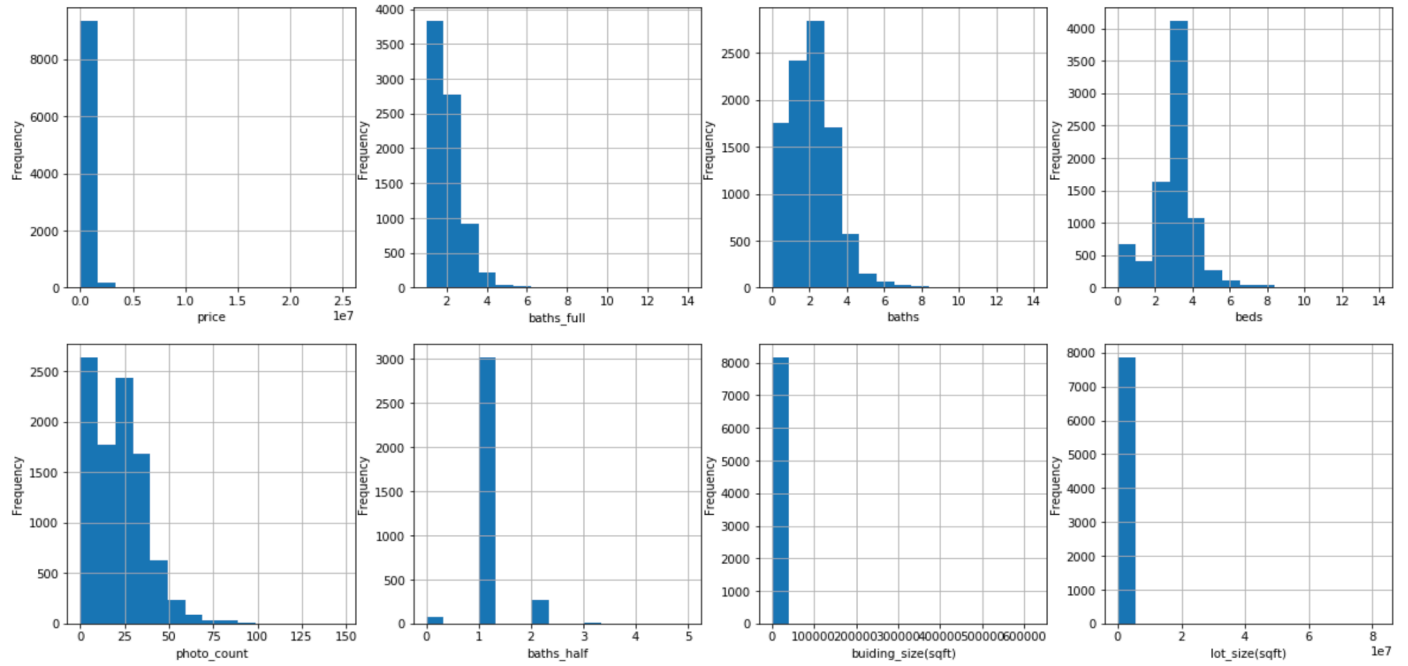 8000
6000
4000
2000
0
Frequency
0.0 0.5 1.0 1.5 2.0 2.5
1e7
price
4000
3500
3000
2500
2000
1500
1000
500
0
Frequency
2 4 6 8 10 12 14
baths_full
2500
2000
1500
1000
500
0
Frequency
0 2 4 6 8 10 12 14
baths
4000
3500
3000
2500
2000
1500
1000
500
0
Frequency
0 2 4 6 8 10 12 14
beds
2500
2000
1500
1000
500
0
Frequency
0 25 50 75 100 125 150
photo_count
3000
2500
2000
1500
1000
500
0
Frequency
0 1 2 3 4 5
baths_half
8000
7000
6000
5000
4000
3000
2000
1000
0
Frequency
0 100000 200000 300000 400000 500000 600000
buiding_size(sqft)
8000
7000
6000
5000
4000
3000
2000
1000
0
Frequency
0 2 4 6 8
1e7
lot_size(sqft)